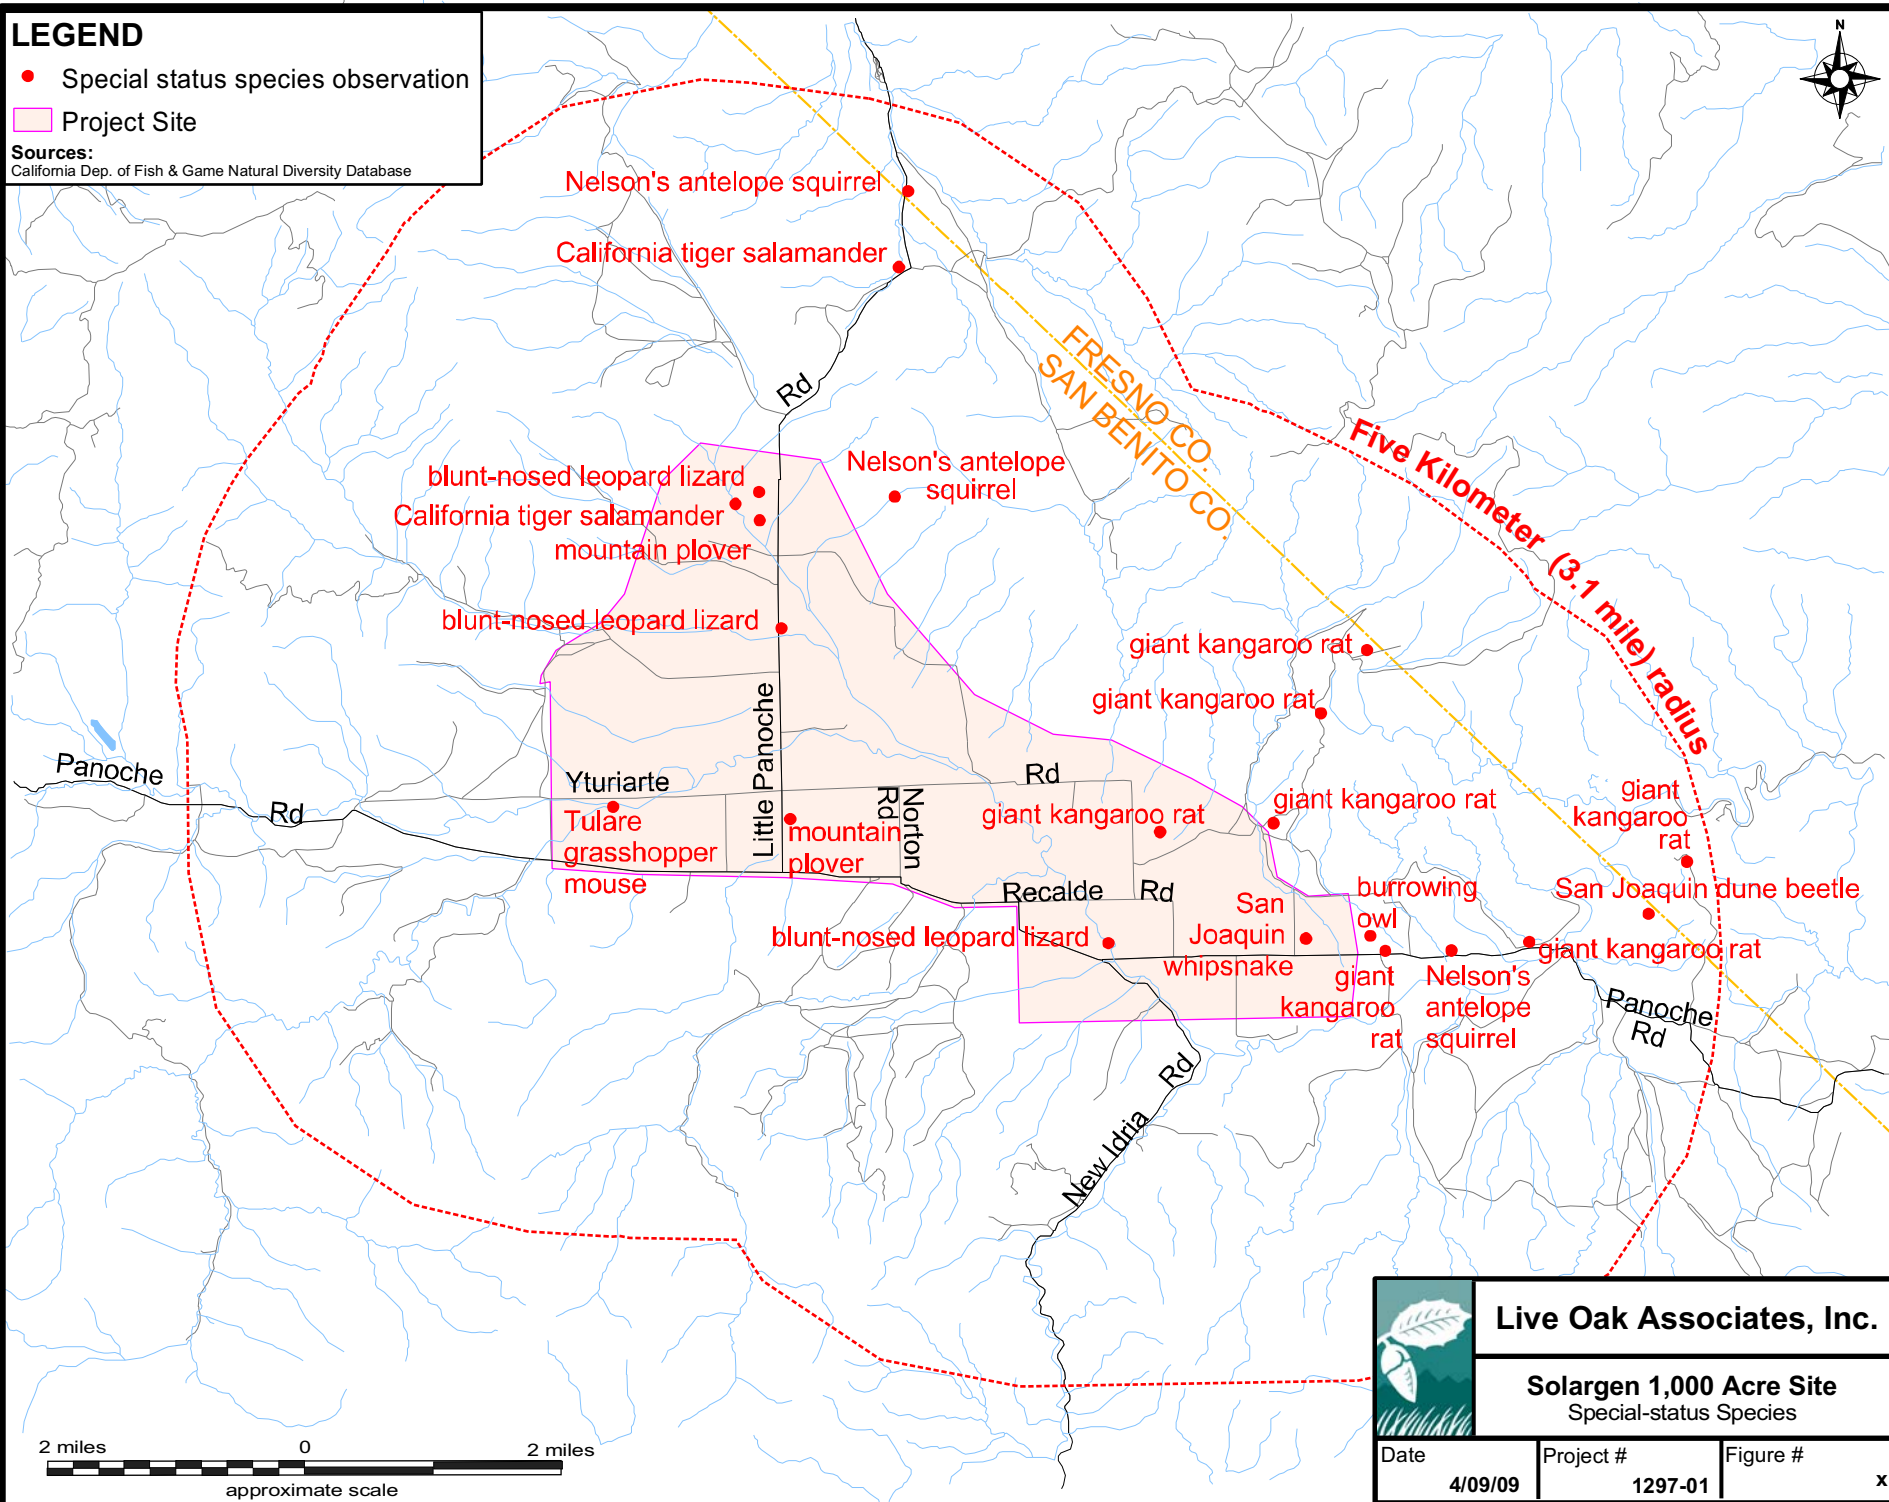 LEGEND
Special status species observation
Project Site
Sources:
California Dep. of Fish & Game Natural Diversity Database
N
Nelson's antelope squirrel
California tiger salamander
Rd
FRESNO CO.
SAN BENITO CO.
Five Kilometer (3.1 mile) radius
blunt-nosed leopard lizard
California tiger salamander
mountain plover
Nelson's antelope
squirrel
blunt-nosed leopard lizard
giant kangaroo rat
giant kangaroo rat
Little Panoche
Panoche
Rd
Yturiarte
Rd
Tulare
grasshopper
mouse
mountain
plover
Norton
Rd
giant kangaroo rat
giant kangaroo rat
giant
kangaroo
rat
San Joaquin dune beetle
Recalde
Rd
San
Joaquin
whipsnake
burrowing
owl
blunt-nosed leopard lizard
giant kangaroo rat
giant
kangaroo
rat
Nelson's
antelope
squirrel
Panoche
Rd
New Idria
Rd
2 miles
0
2 miles
approximate scale
Live Oak Associates, Inc.
Solargen 1,000 Acre Site
Special-status Species
Date
4/09/09
Project #
1297-01
Figure #
x